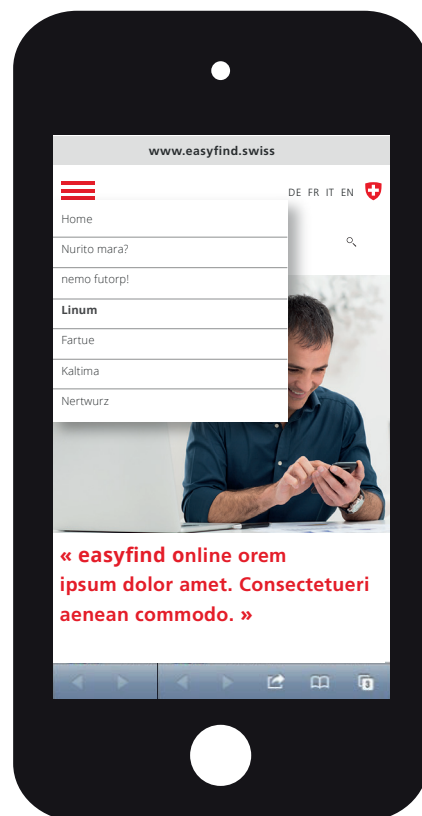 www.easyfind.swiss
DE FR IT EN
Home
Nurito mara?
nemo futorp!
Linum
Fartue
Kaltima
Nertwurz
« easyfind online orem
ipsum dolor amet. Consectetueri
aenean commodo. »
3